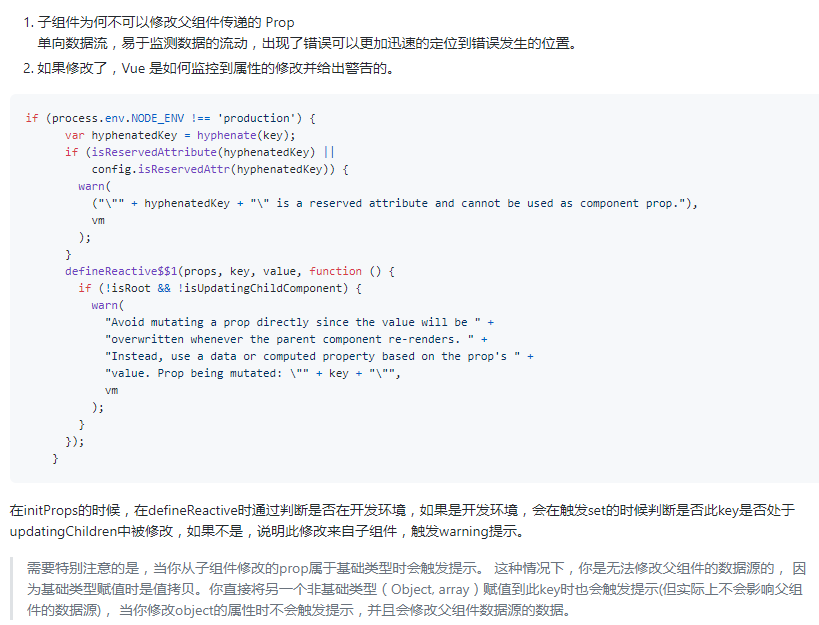 1. 子组件为何不可以修改父组件传递的 Prop
单向数据流，易于监测数据的流动，出现了错误可以更加迅速的定位到错误发生的位置。
2. 如果修改了，Vue 是如何监控到属性的修改并给出警告的。
if (process.env.NODE_ENV !== 'production') {
      var hyphenatedKey = hyphenate(key);
      if (isReservedAttribute(hyphenatedKey) ||
          config.isReservedAttr(hyphenatedKey)) {
        warn(
          ("\"" + hyphenatedKey + "\" is a reserved attribute and cannot be used as component prop."),
          vm
        );
      }
      defineReactive$$1(props, key, value, function () {
        if (!isRoot && !isUpdatingChildComponent) {
          warn(
            "Avoid mutating a prop directly since the value will be " +
            "overwritten whenever the parent component re-renders. " +
            "Instead, use a data or computed property based on the prop's " +
            "value. Prop being mutated: \"" + key + "\"",
            vm
          );
        }
      });
    }
在initProps的时候，在defineReactive时通过判断是否在开发环境，如果是开发环境，会在触发set的时候判断是否此key是否处于
updatingChildren中被修改，如果不是，说明此修改来自子组件，触发warning提示。
需要特别注意的是，当你从子组件修改的prop属于基础类型时会触发提示。 这种情况下，你是无法修改父组件的数据源的， 因
为基础类型赋值时是值拷贝。你直接将另一个非基础类型（Object, array）赋值到此key时也会触发提示(但实际上不会影响父组
件的数据源)， 当你修改object的属性时不会触发提示，并且会修改父组件数据源的数据。